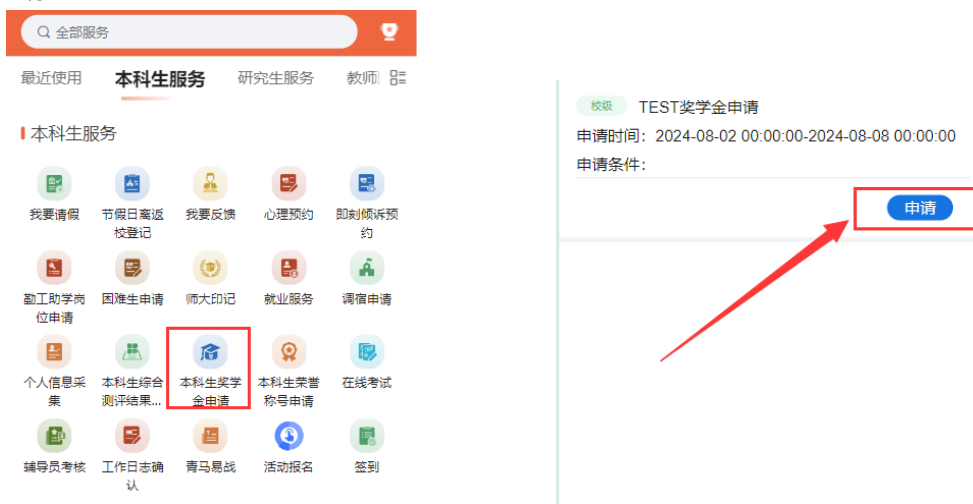 全部服务
最近使用 本科生服务 研究生服务 教师
本科生服务
我要请假 节假日离返校登记 我要反馈 心理预约 即刻倾诉预约
勤工助学岗位申请 困难生申请 师大印记 就业服务 调宿申请
个人信息采集 本科生综合测评结果... 本科生奖学金申请 本科生荣誉称号申请 在线考试
辅导员考核 工作日志确认 青马易战 活动报名 签到
校级 TEST奖学金申请
申请时间：2024-08-02 00:00:00-2024-08-08 00:00:00
申请条件：
申请